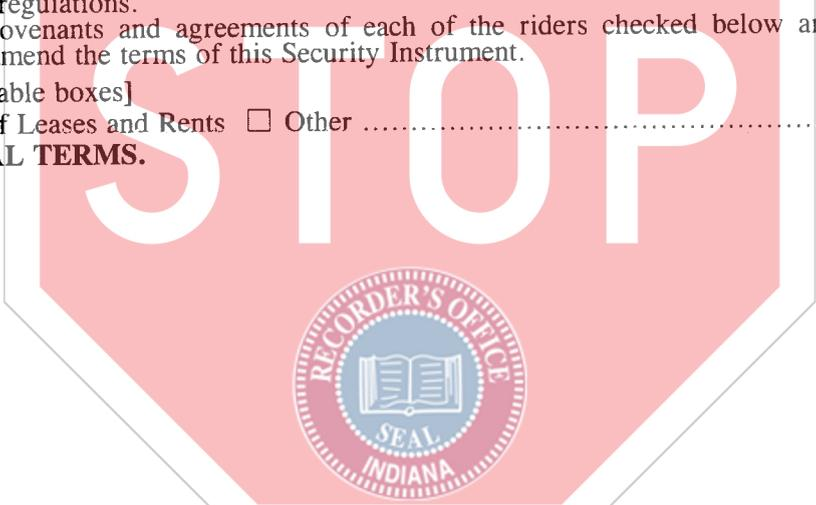 regulations.
ovenants and agreements of each of the riders checked below
mend the terms of this Security Instrument.
able boxes]
f Leases and Rents ☐ Other ........................................................
L TERMS.
STOP
RECORDER'S OFFICE
SEAL
INDIANA